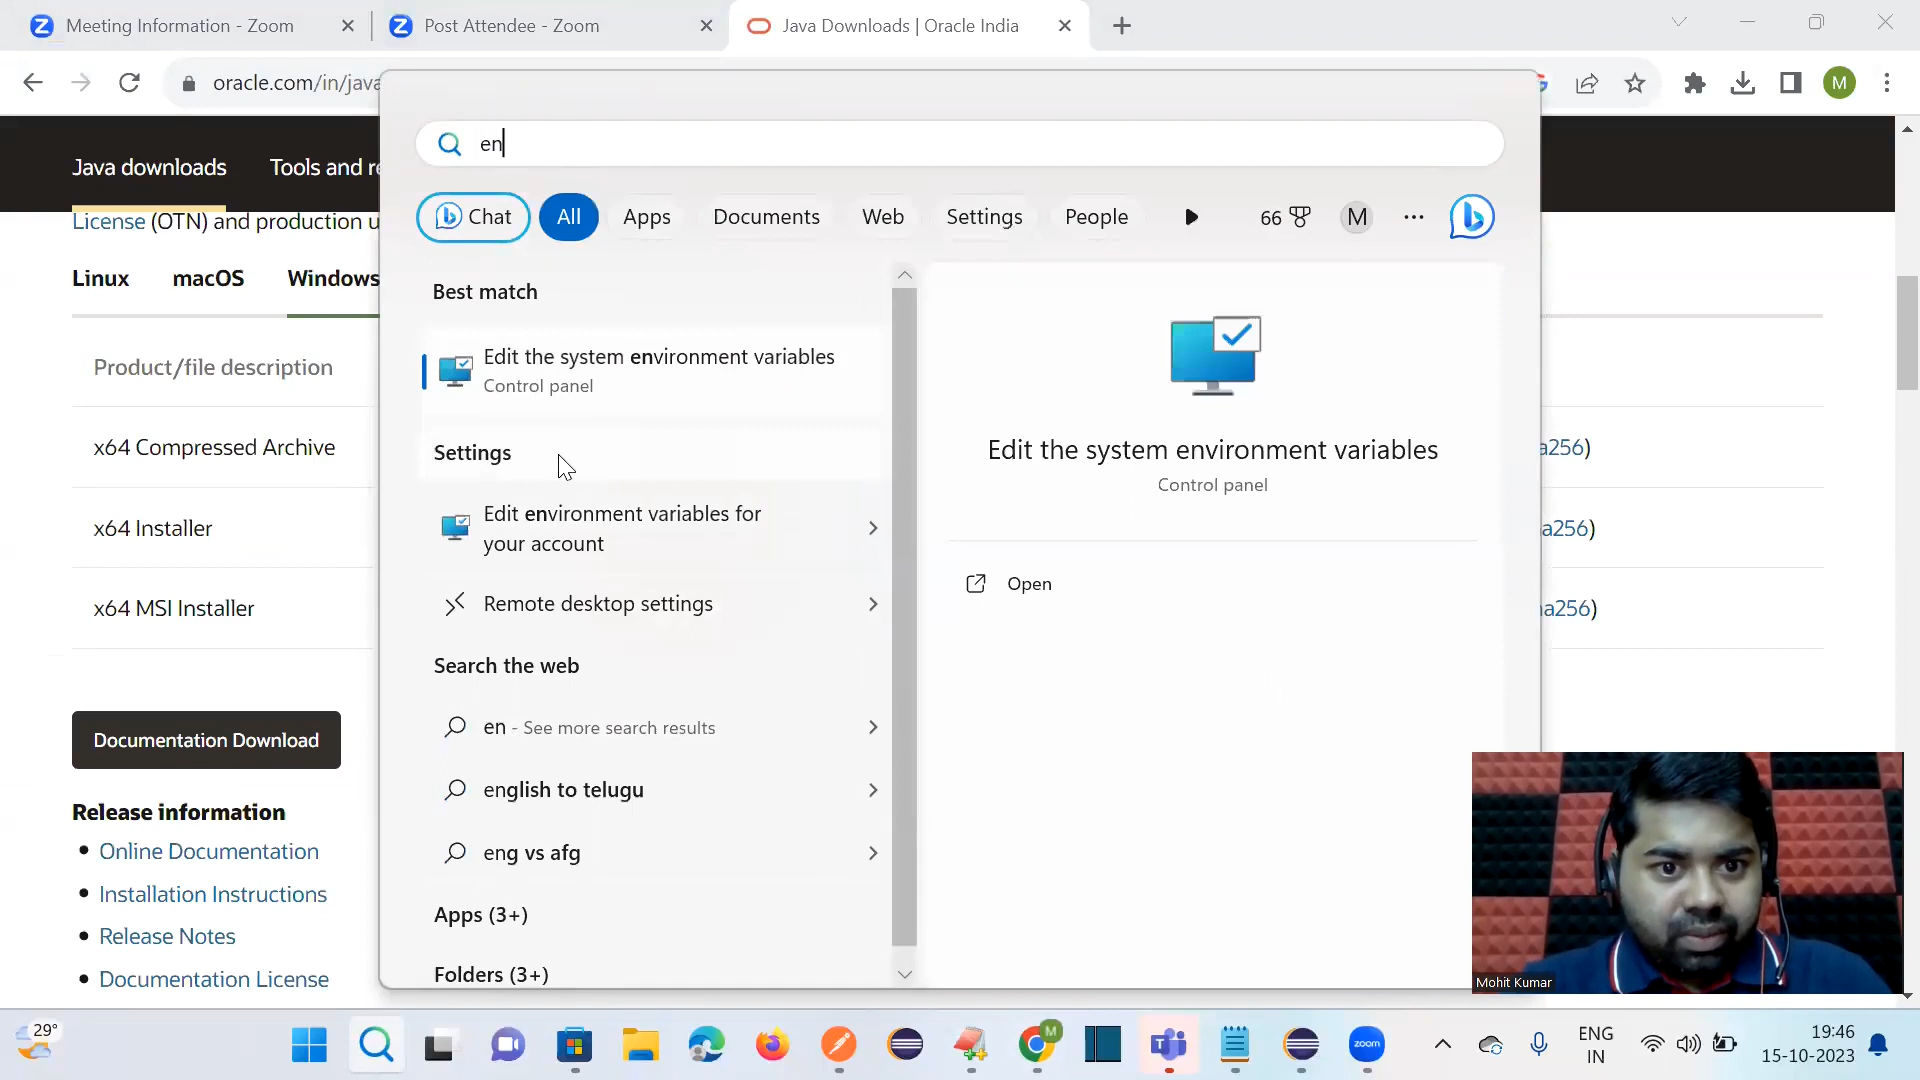 Meeting Information - Zoom
Post Attendee - Zoom
Java Downloads | Oracle India
oracle.com/in/java
M
Java downloads
Tools and re
License (OTN) and production u
Linux
macOS
Windows
Product/file description
x64 Compressed Archive
x64 Installer
x64 MSI Installer
Documentation Download
Release information
Online Documentation
Installation Instructions
Release Notes
Documentation License
en
Chat
All
Apps
Documents
Web
Settings
People
66
M
Best match
Edit the system environment variables
Control panel
Settings
Edit environment variables for
your account
Remote desktop settings
Search the web
en - See more search results
english to telugu
eng vs afg
Apps (3+)
Folders (3+)
Edit the system environment variables
Control panel
Open
a256)
a256)
a256)
Mohit Kumar
29°
M
zoom
ENG
IN
19:46
15-10-2023